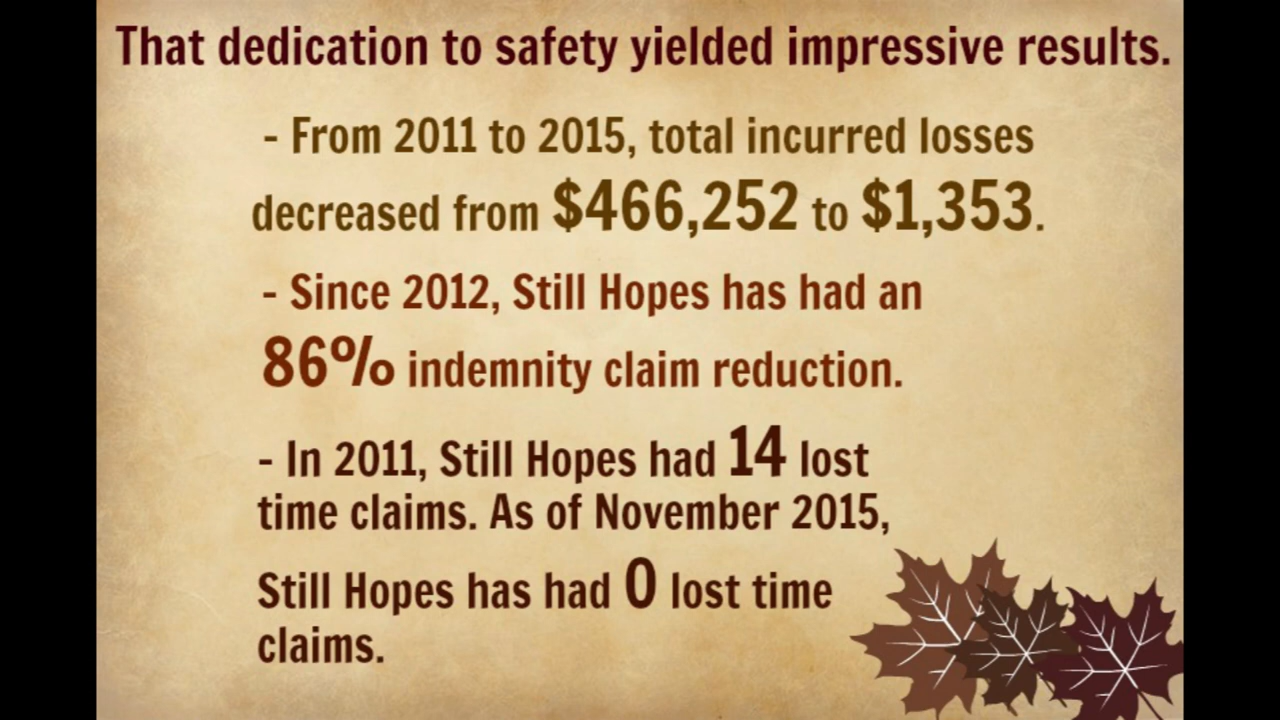 That dedication to safety yielded impressive results.
- From 2011 to 2015, total incurred losses
decreased from $466,252 to $1,353.
- Since 2012, Still Hopes has had an
86% indemnity claim reduction.
- In 2011, Still Hopes had 14 lost
time claims. As of November 2015,
Still Hopes has had 0 lost time
claims.